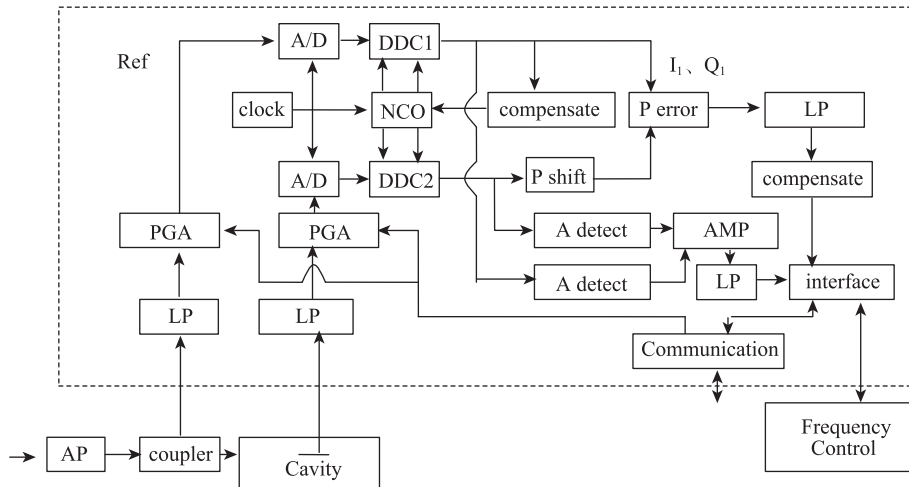 Ref
A/D
DDC1
I₁、Q₁
clock
NCO
compensate
P error
LP
A/D
DDC2
P shift
compensate
PGA
PGA
A detect
AMP
A detect
LP
interface
LP
LP
Communication
AP
coupler
Cavity
Frequency
Control